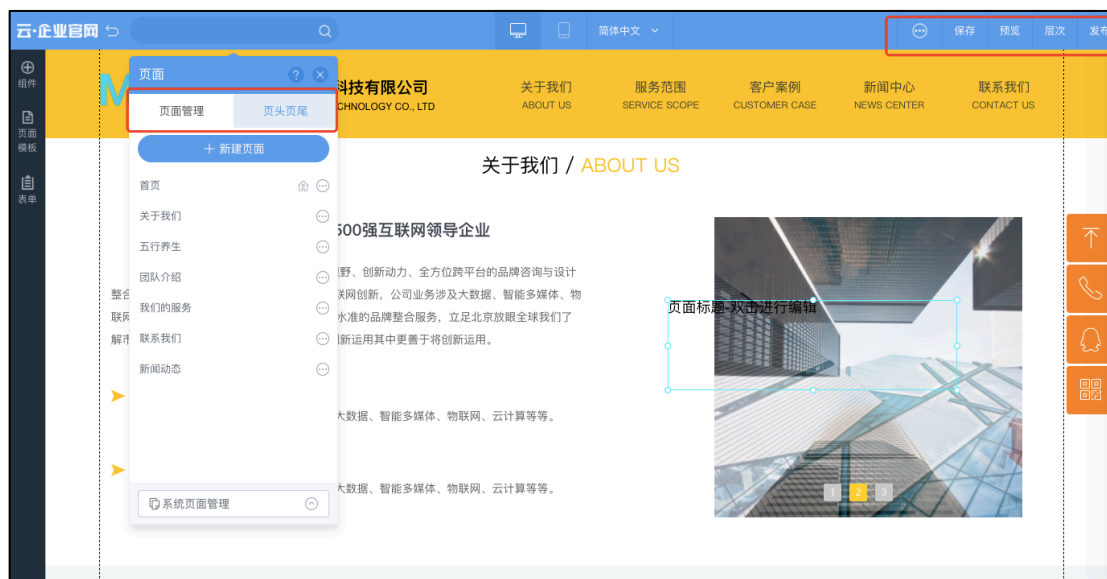 云·企业官网
简体中文
保存 预览 层次 发布
组件
页面
模板
表单
页面
页面管理 页头页尾
+ 新建页面
首页
关于我们
五行养生
团队介绍
我们的服务
联系我们
新闻动态
系统页面管理
科技有限公司
CHNOLOGY CO., LTD
关于我们
ABOUT US
服务范围
SERVICE SCOPE
客户案例
CUSTOMER CASE
新闻中心
NEWS CENTER
联系我们
CONTACT US
关于我们 / ABOUT US
500强互联网领导企业
野、创新动力、全方位跨平台的品牌咨询与设计
整合
联网创新,公司业务涉及大数据、智能多媒体、物
联网
水准的品牌整合服务,立足北京放眼全球我们了
解市
新运用其中更善于将创新运用。
大数据、智能多媒体、物联网、云计算等等。
大数据、智能多媒体、物联网、云计算等等。
页面标题-双击进行编辑
1 2 3